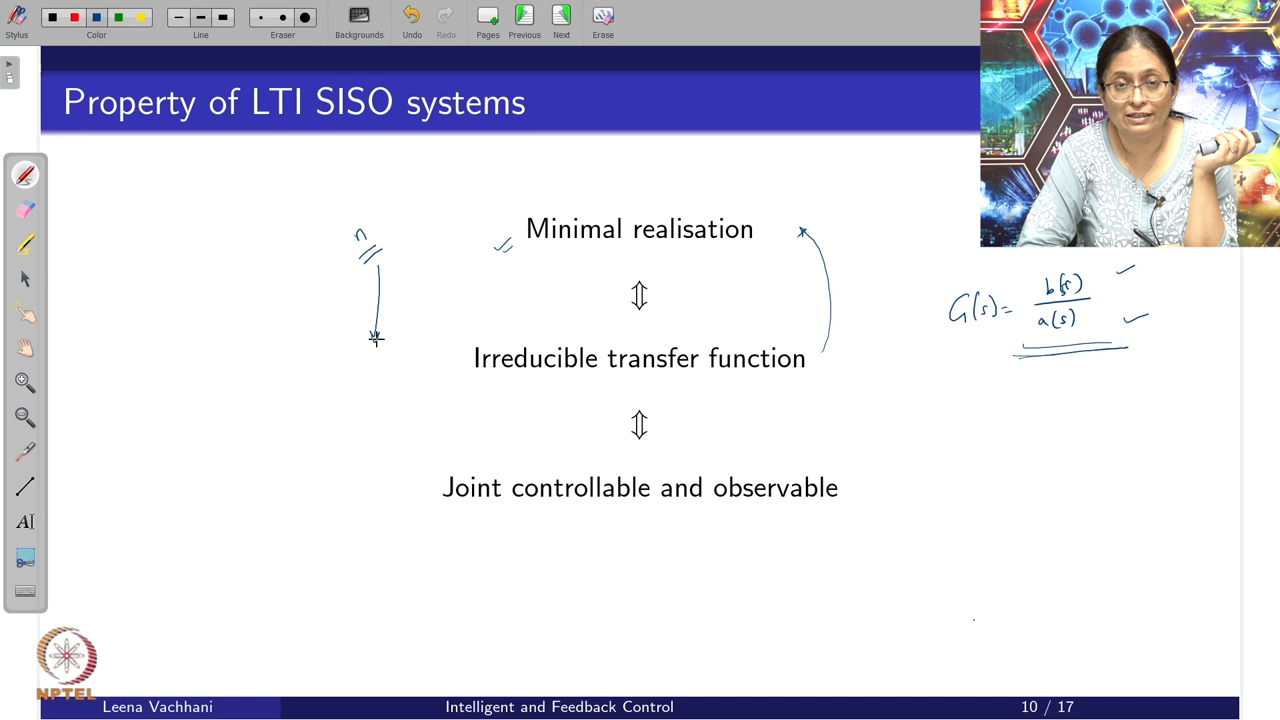 Stylus
Color
Line
Eraser
Backgrounds
Undo
Redo
Pages
Previous
Next
Erase
Property of LTI SISO systems
n
Minimal realisation
G(s) = b(s) / a(s)
⇕
Irreducible transfer function
⇕
Joint controllable and observable
AI
NPTEL
Leena Vachhani
Intelligent and Feedback Control
10 / 17